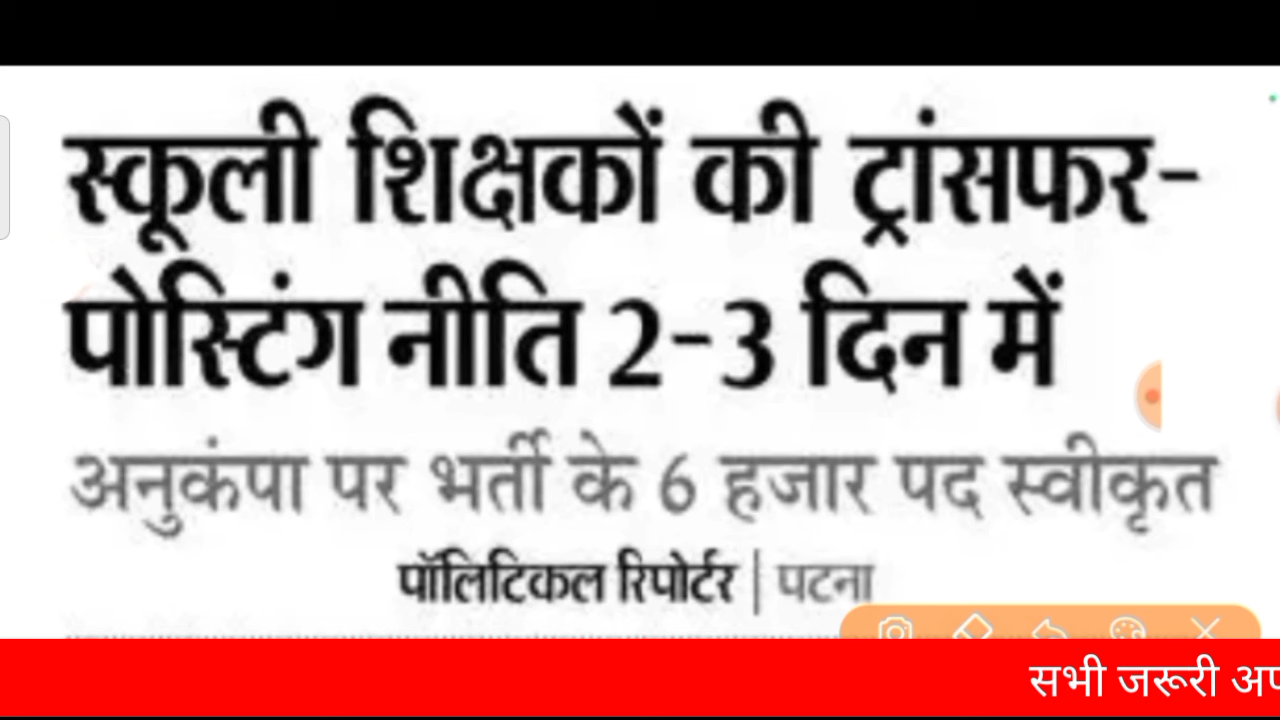 स्कूली शिक्षकों की ट्रांसफर-
पोस्टिंग नीति 2-3 दिन में
अनुकंपा पर भर्ती के 6 हजार पद स्वीकृत
पॉलिटिकल रिपोर्टर | पटना
सभी जरूरी